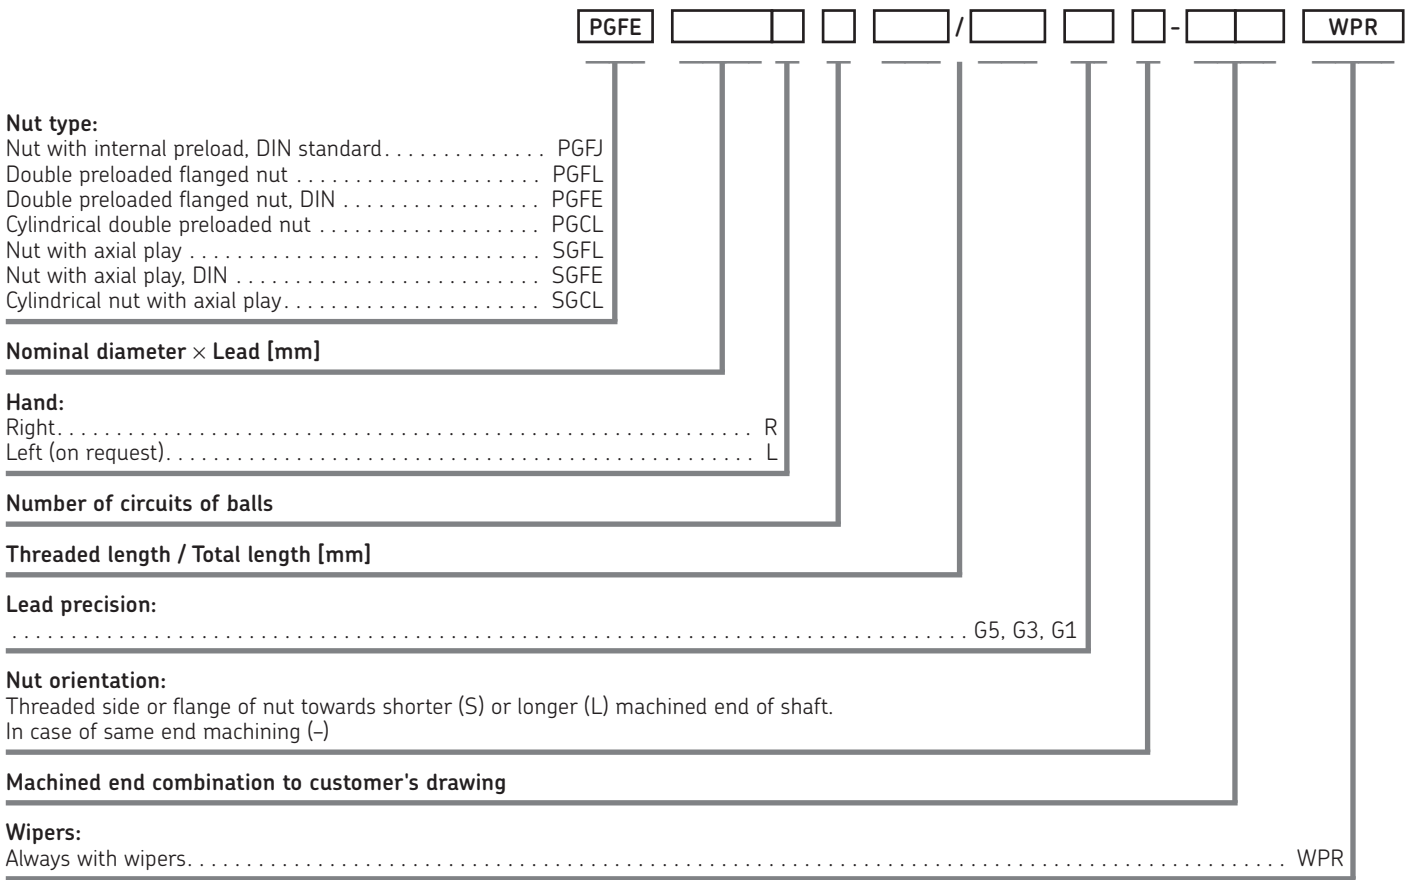 PGFE / - WPR
Nut type:
Nut with internal preload, DIN standard. . . . . . . . . . . . . . PGFJ
Double preloaded flanged nut . . . . . . . . . . . . . . . . . . . . . PGFL
Double preloaded flanged nut, DIN . . . . . . . . . . . . . . . . . PGFE
Cylindrical double preloaded nut . . . . . . . . . . . . . . . . . . . PGCL
Nut with axial play . . . . . . . . . . . . . . . . . . . . . . . . . . . . . . SGFL
Nut with axial play, DIN . . . . . . . . . . . . . . . . . . . . . . . . . . SGFE
Cylindrical nut with axial play. . . . . . . . . . . . . . . . . . . . . . SGCL
Nominal diameter × Lead [mm]
Hand:
Right. . . . . . . . . . . . . . . . . . . . . . . . . . . . . . . . . . . . . . . . . . . . . . . . . . . . . . . . . . . R
Left (on request). . . . . . . . . . . . . . . . . . . . . . . . . . . . . . . . . . . . . . . . . . . . . . . . . . L
Number of circuits of balls
Threaded length / Total length [mm]
Lead precision:
. . . . . . . . . . . . . . . . . . . . . . . . . . . . . . . . . . . . . . . . . . . . . . . . . . . . . . . . . . . . . . . . . . . . . . . . . . . . . . . . . G5, G3, G1
Nut orientation:
Threaded side or flange of nut towards shorter (S) or longer (L) machined end of shaft.
In case of same end machining (–)
Machined end combination to customer's drawing
Wipers:
Always with wipers. . . . . . . . . . . . . . . . . . . . . . . . . . . . . . . . . . . . . . . . . . . . . . . . . . . . . . . . . . . . . . . . . . . . . . . . . . . . . . . . . . . . . . . . . . . . . WPR